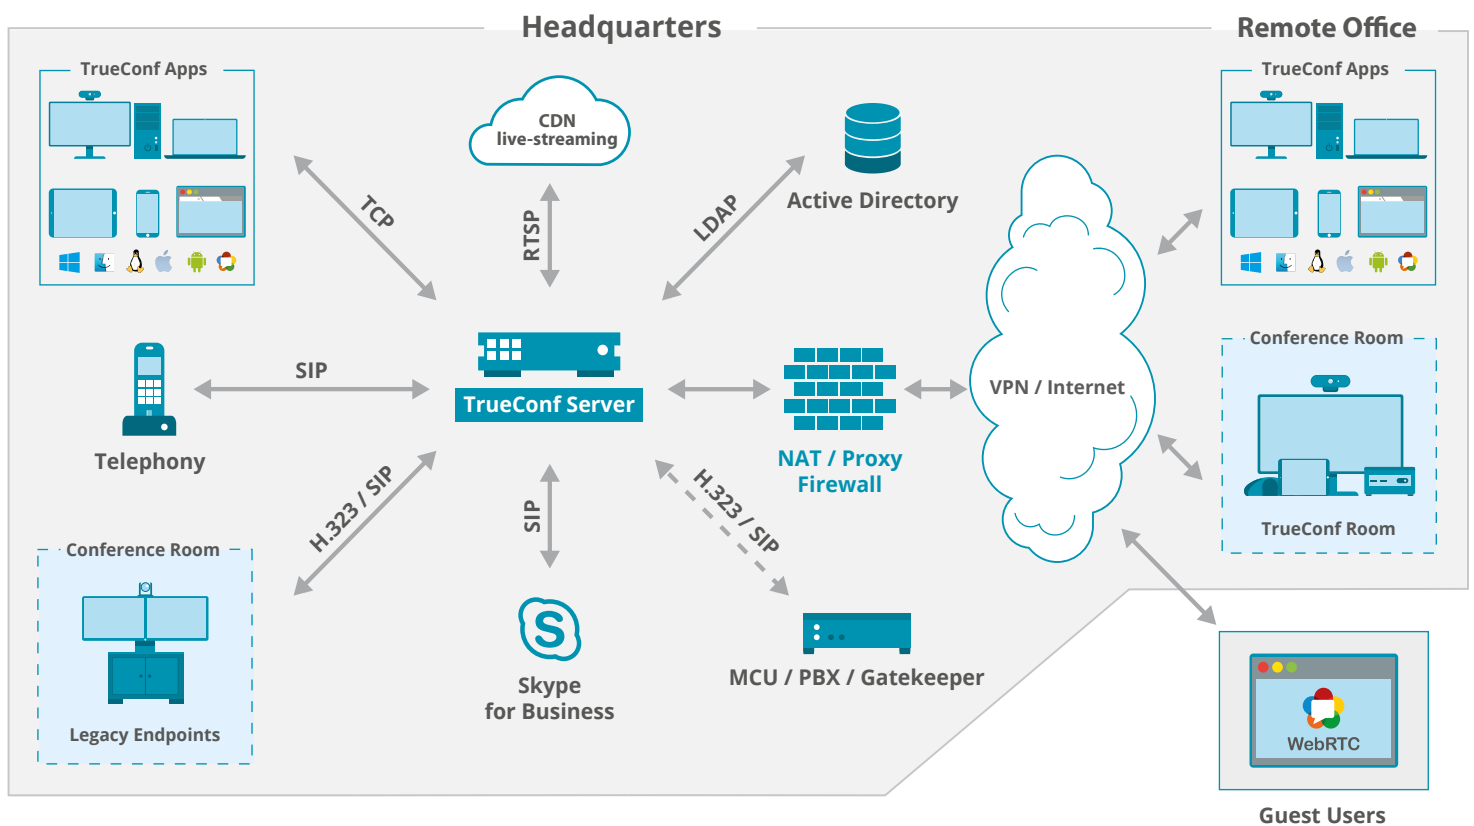 Headquarters
Remote Office
TrueConf Apps
TrueConf Apps
CDN
live-streaming
Active Directory
TCP
RTSP
LDAP
SIP
Telephony
TrueConf Server
NAT / Proxy
Firewall
VPN / Internet
Conference Room
TrueConf Room
H.323 / SIP
SIP
H.323 / SIP
Conference Room
Legacy Endpoints
Skype
for Business
MCU / PBX / Gatekeeper
WebRTC
Guest Users